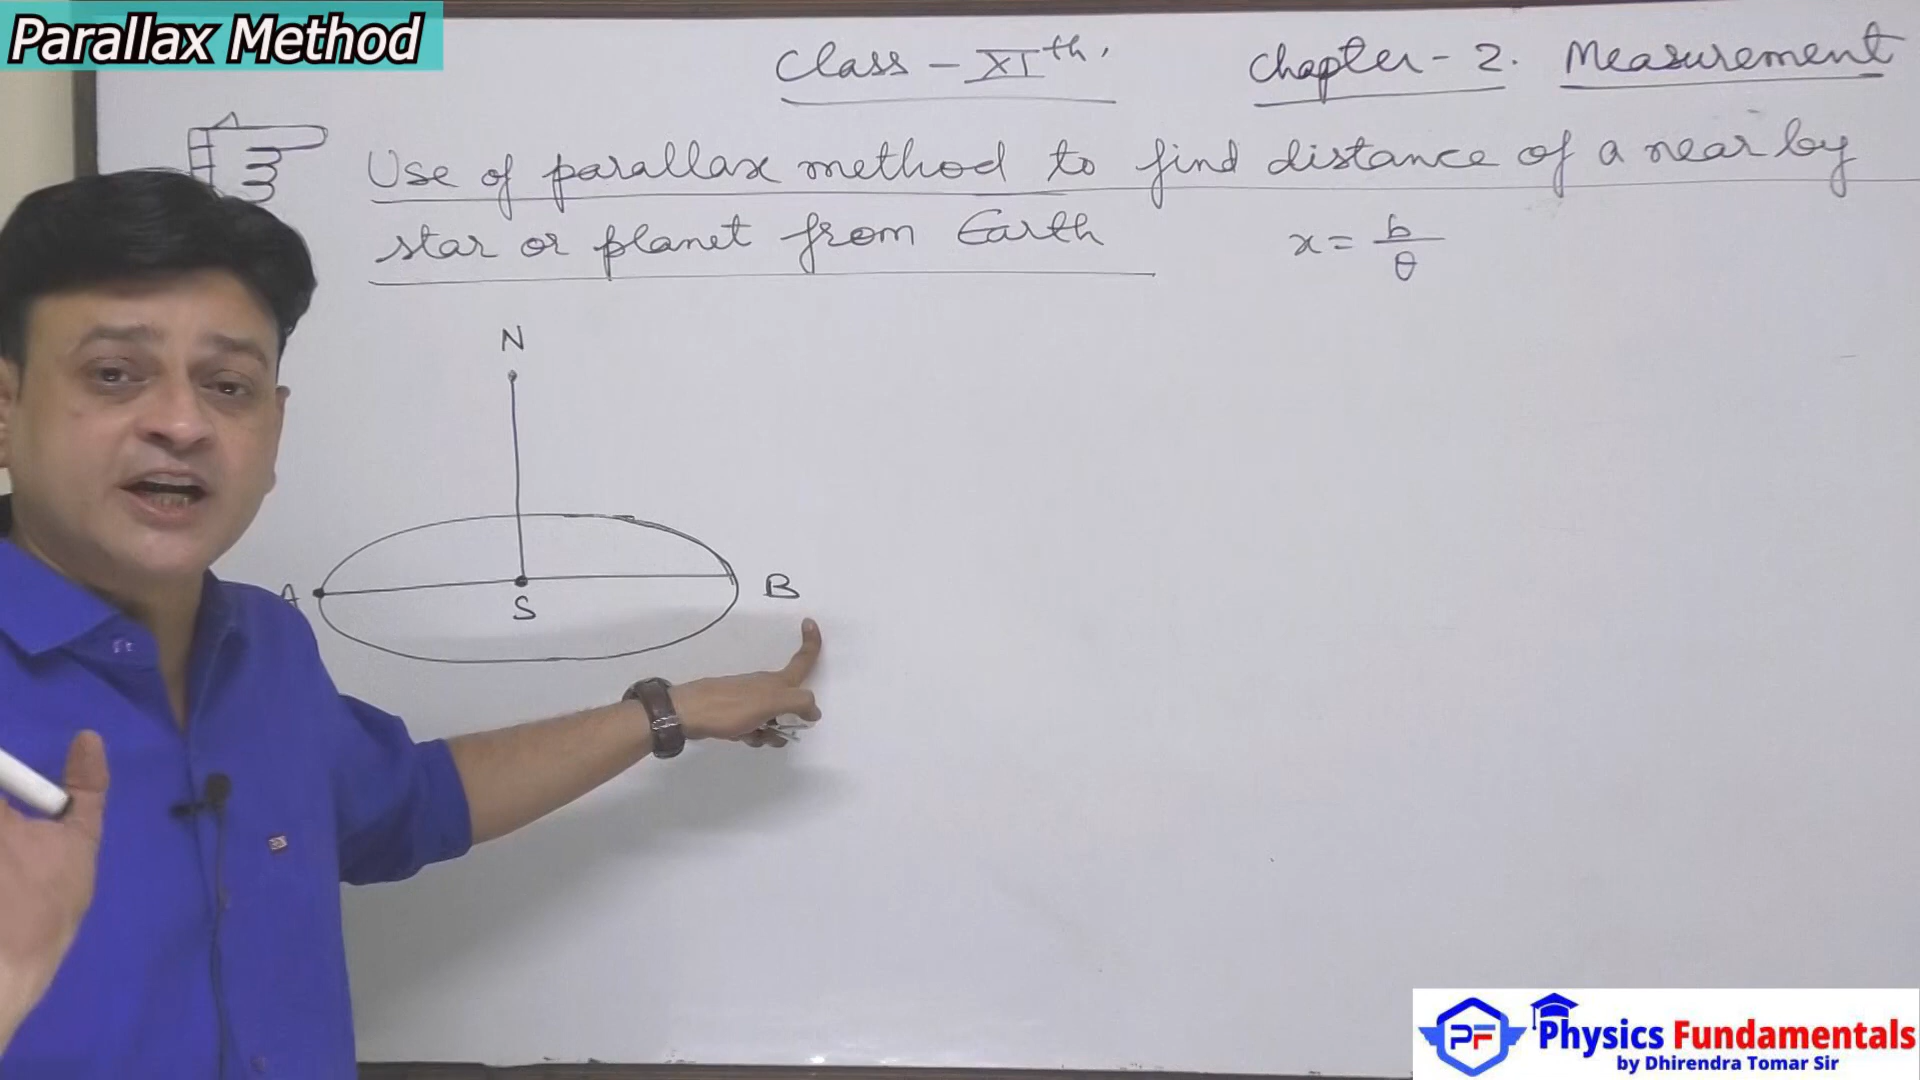 Parallax Method
Class - XIth. Chapter - 2. Measurement
Use of parallax method to find distance of a near by
star or planet from Earth x = b/θ
N
A B
S
PF Physics Fundamentals
by Dhirendra Tomar Sir